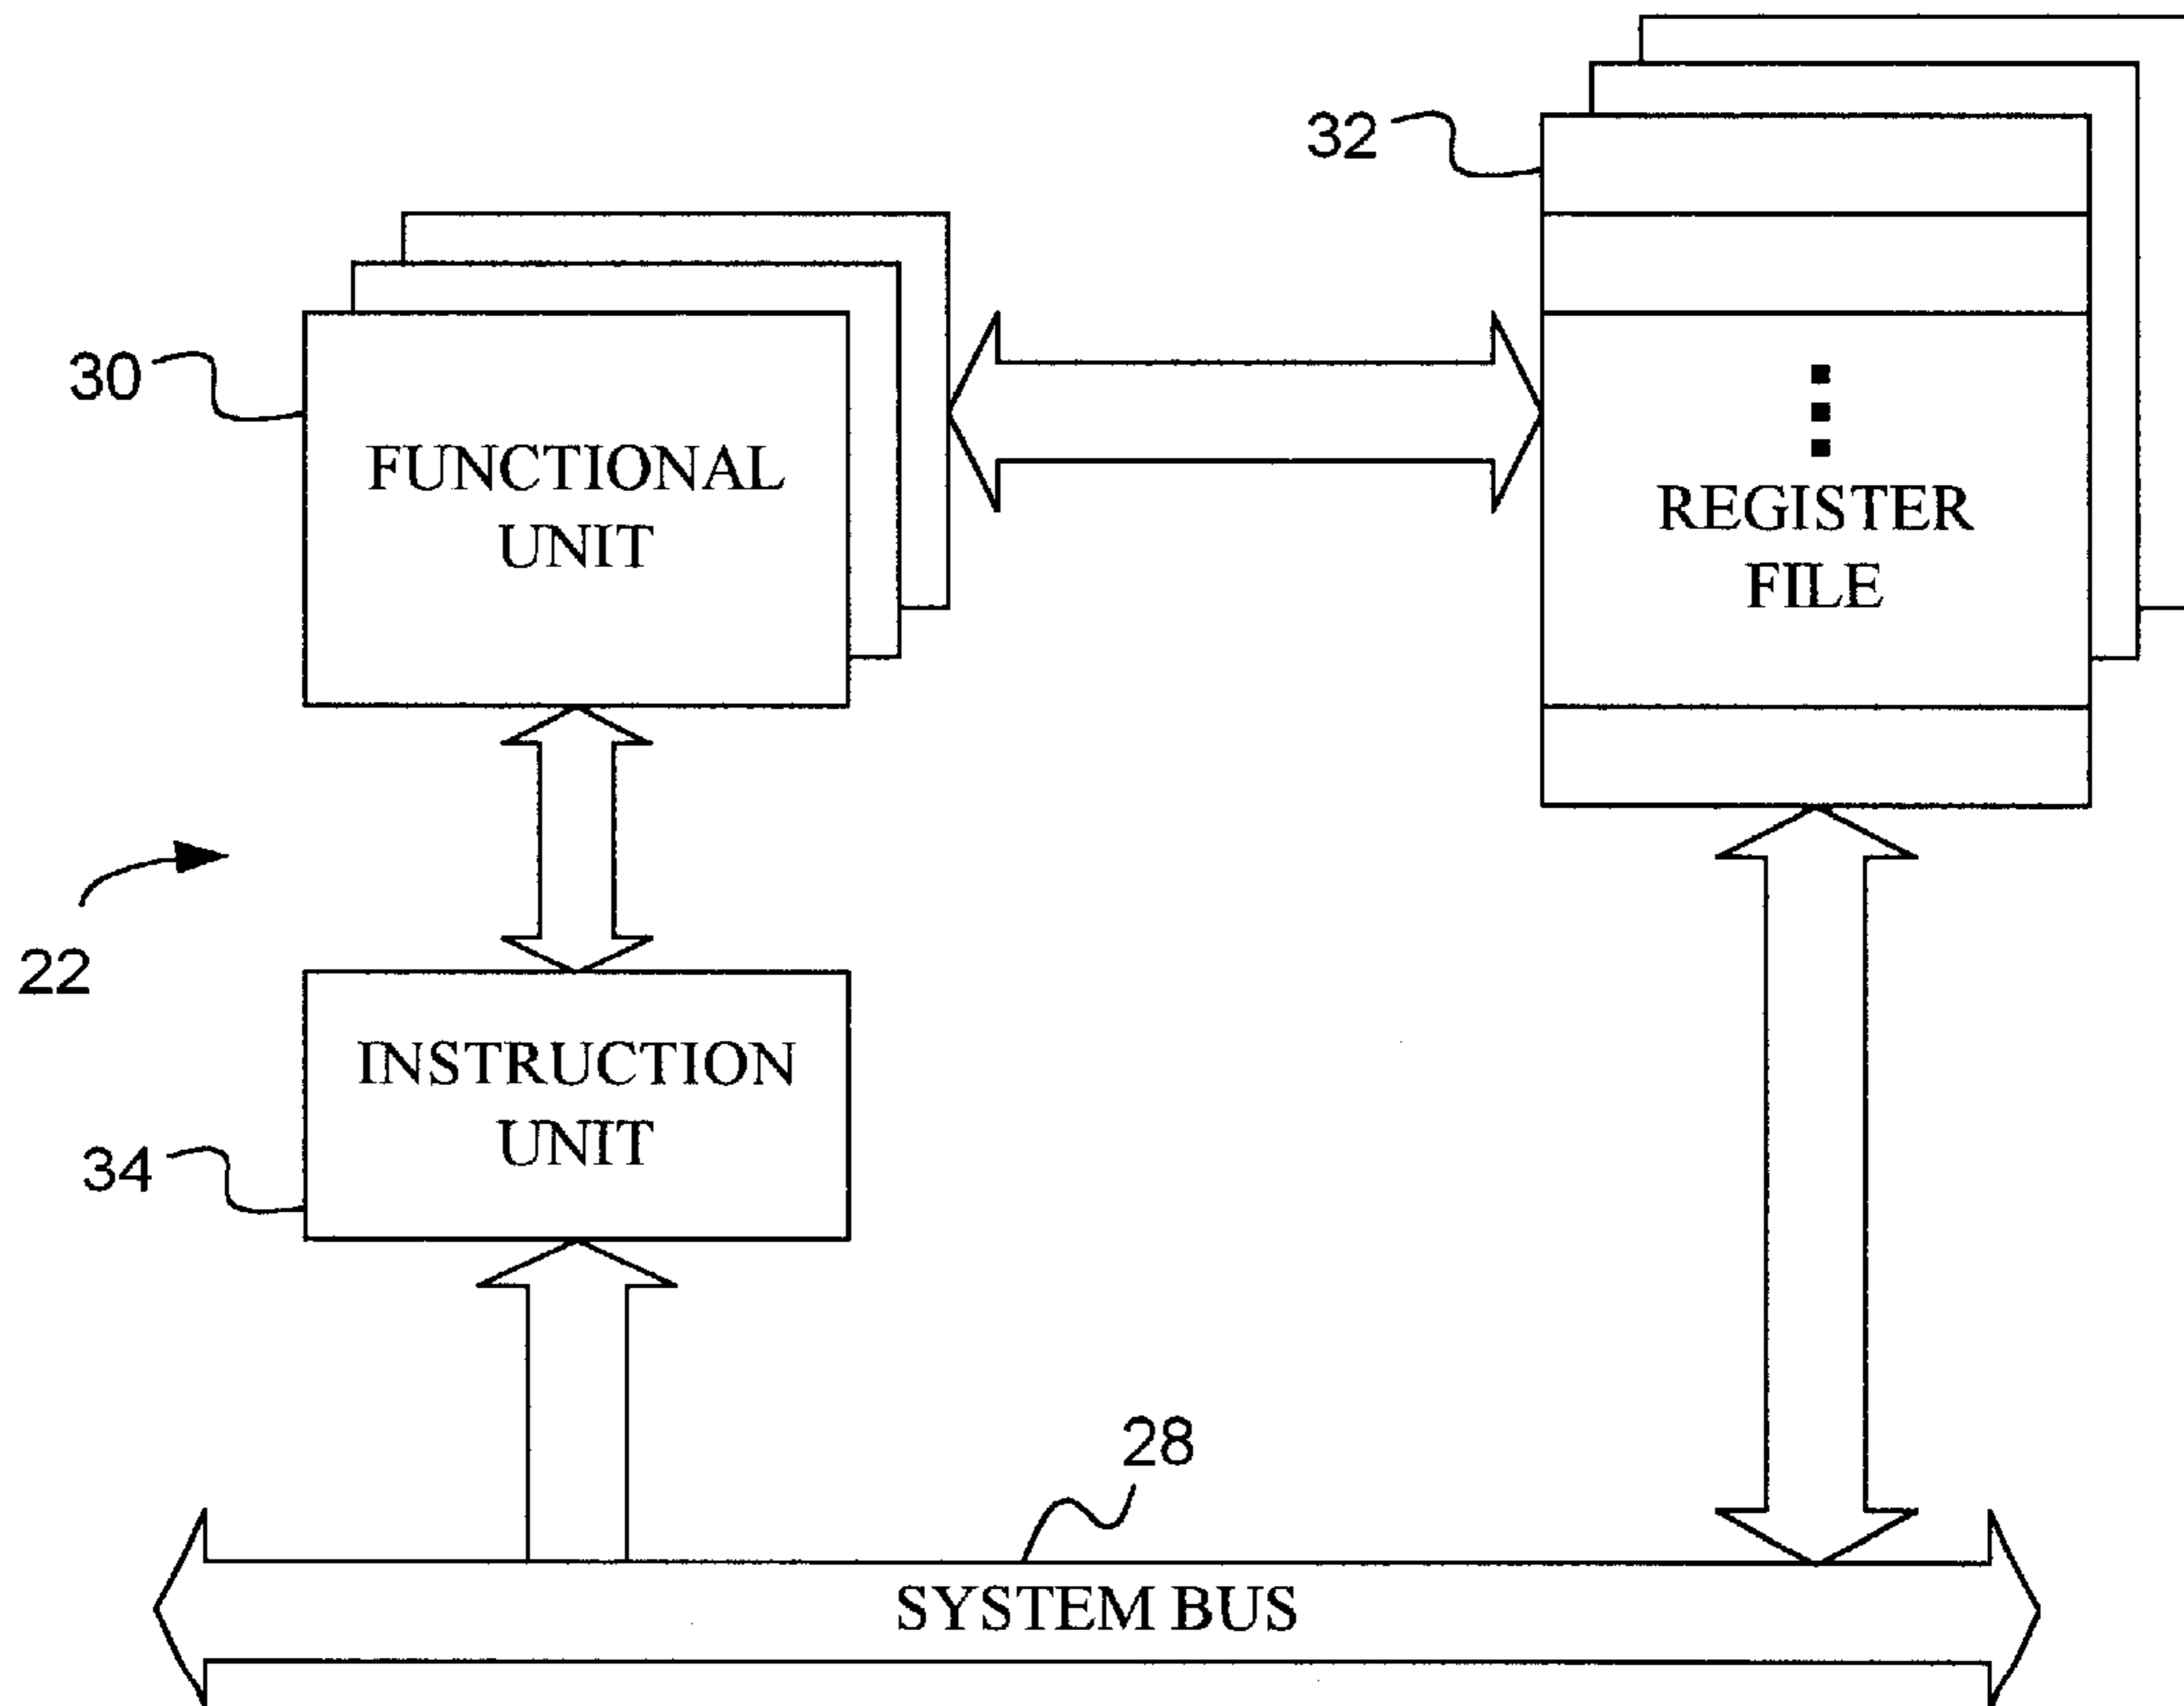 32
30
FUNCTIONAL
UNIT
REGISTER
FILE
22
INSTRUCTION
UNIT
34
28
SYSTEM BUS